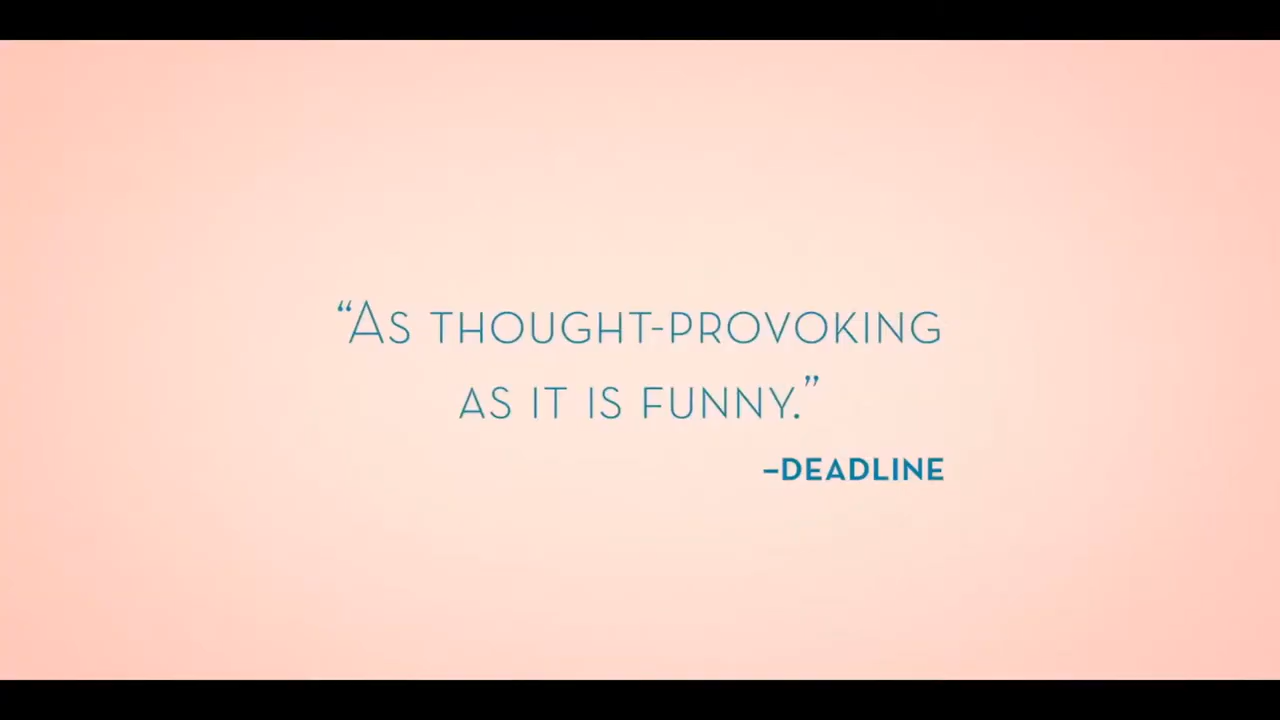 “As thought-provoking
as it is funny.”
–DEADLINE